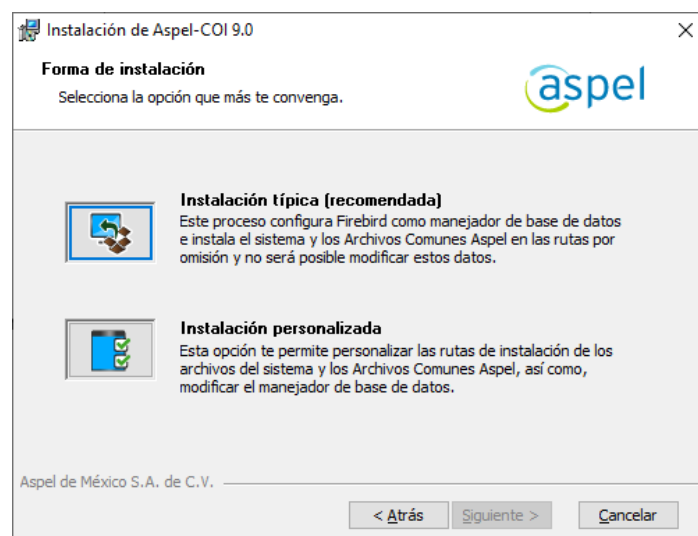 Instalación de Aspel-COI 9.0
Forma de instalación
Selecciona la opción que más te convenga.
aspel
Instalación típica (recomendada)
Este proceso configura Firebird como manejador de base de datos
e instala el sistema y los Archivos Comunes Aspel en las rutas por
omisión y no será posible modificar estos datos.
Instalación personalizada
Esta opción te permite personalizar las rutas de instalación de los
archivos del sistema y los Archivos Comunes Aspel, así como,
modificar el manejador de base de datos.
Aspel de México S.A. de C.V.
< Atrás
Siguiente >
Cancelar